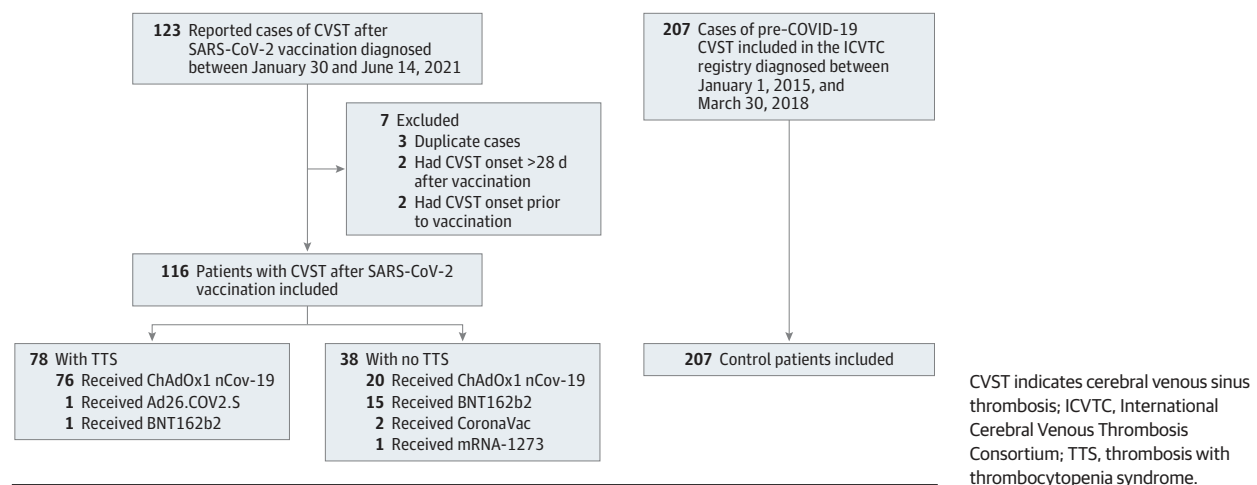 123 Reported cases of CVST after
SARS-CoV-2 vaccination diagnosed
between January 30 and June 14, 2021
207 Cases of pre-COVID-19
CVST included in the ICVTC
registry diagnosed between
January 1, 2015, and
March 30, 2018
7 Excluded
3 Duplicate cases
2 Had CVST onset >28 d
after vaccination
2 Had CVST onset prior
to vaccination
116 Patients with CVST after SARS-CoV-2
vaccination included
78 With TTS
76 Received ChAdOx1 nCov-19
1 Received Ad26.COV2.S
1 Received BNT162b2
38 With no TTS
20 Received ChAdOx1 nCov-19
15 Received BNT162b2
2 Received CoronaVac
1 Received mRNA-1273
207 Control patients included
CVST indicates cerebral venous sinus
thrombosis; ICVTC, International
Cerebral Venous Thrombosis
Consortium; TTS, thrombosis with
thrombocytopenia syndrome.